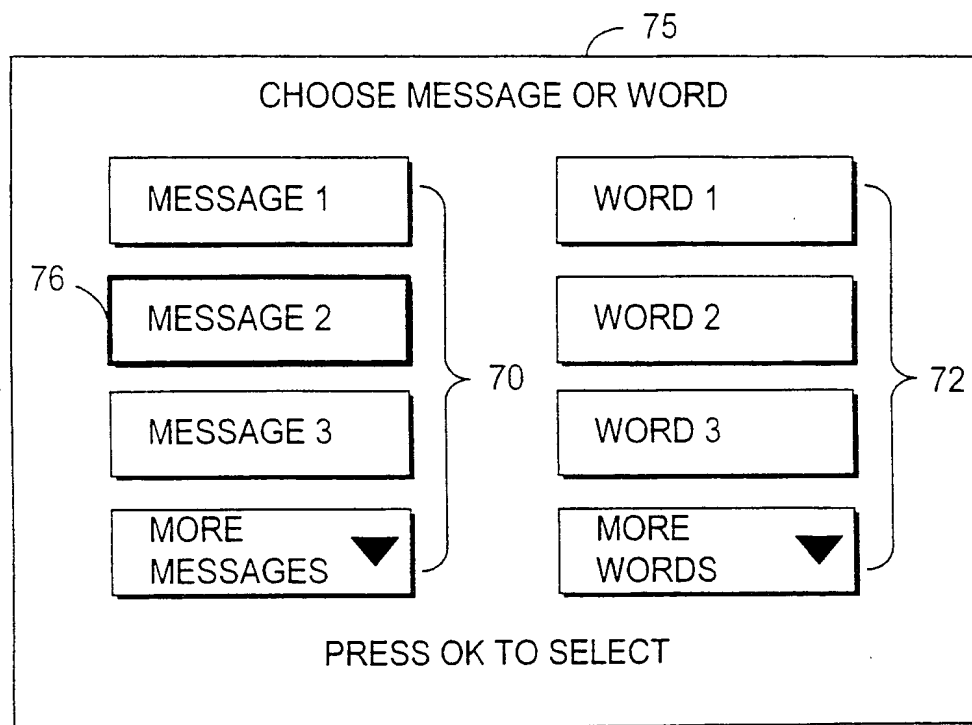 75
CHOOSE MESSAGE OR WORD
MESSAGE 1
WORD 1
76
MESSAGE 2
WORD 2
70
72
MESSAGE 3
WORD 3
MORE
MESSAGES
MORE
WORDS
PRESS OK TO SELECT